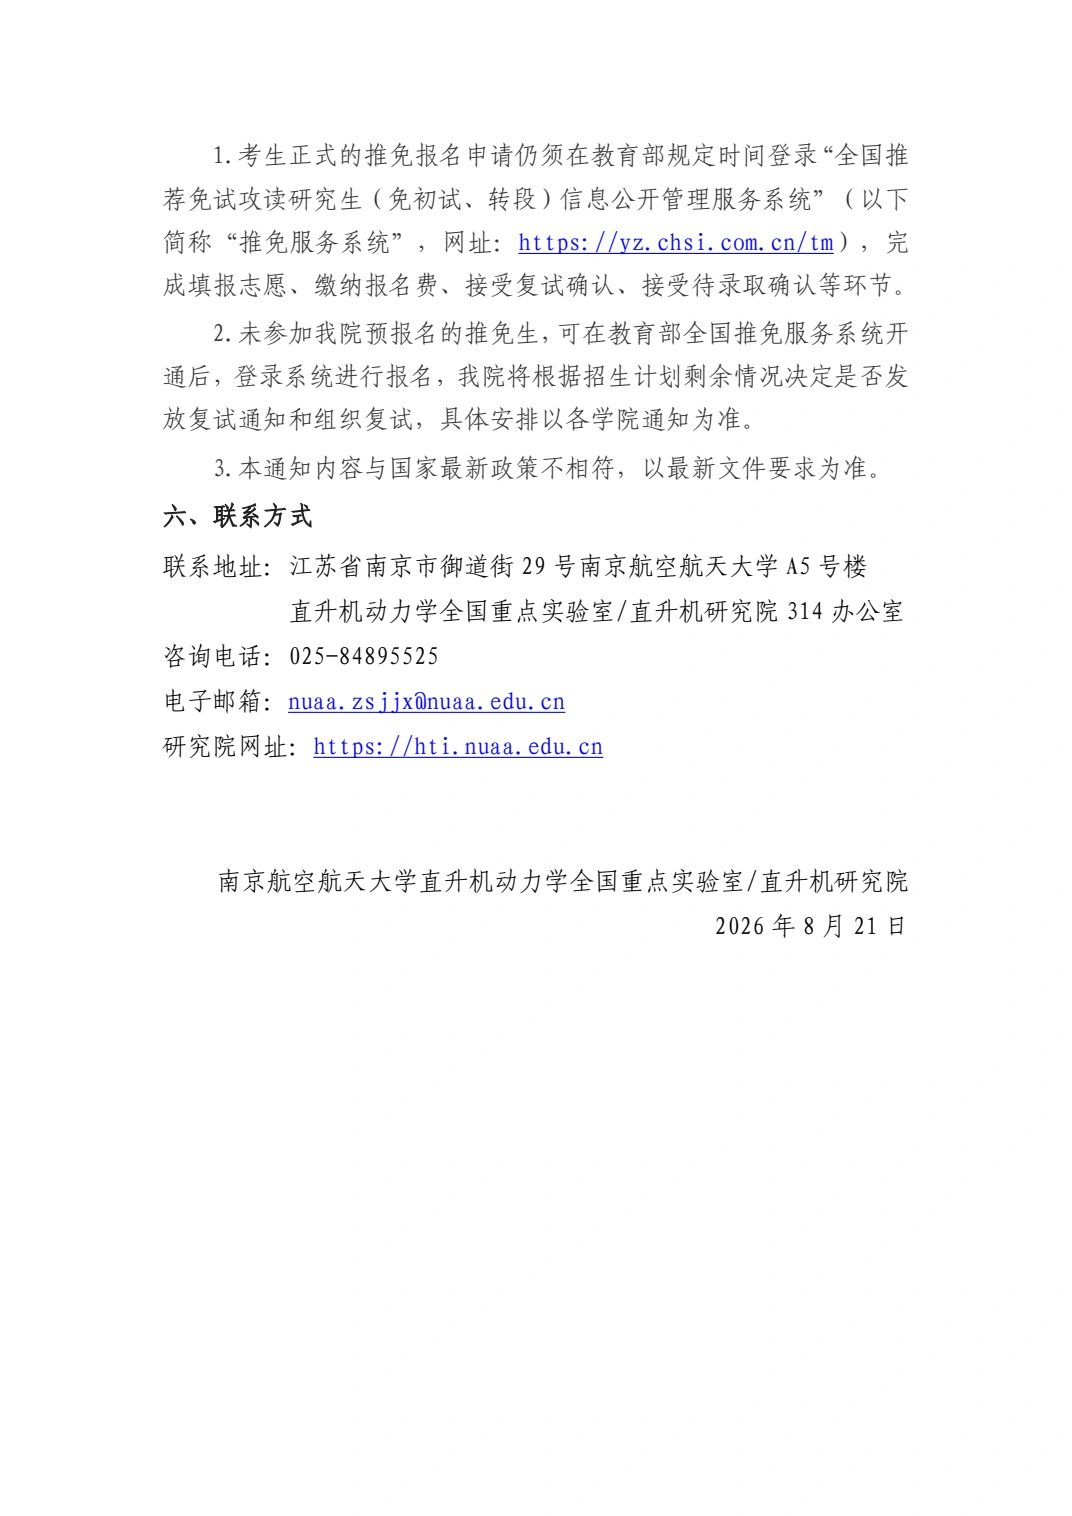 1.考生正式的推免报名申请仍须在教育部规定时间登录“全国推
荐免试攻读研究生（免初试、转段）信息公开管理服务系统”（以下
简称“推免服务系统”，网址：https://yz.chsi.com.cn/tm），完
成填报志愿、缴纳报名费、接受复试确认、接受待录取确认等环节。
2.未参加我院预报名的推免生，可在教育部全国推免服务系统开
通后，登录系统进行报名，我院将根据招生计划剩余情况决定是否发
放复试通知和组织复试，具体安排以各学院通知为准。
3.本通知内容与国家最新政策不相符，以最新文件要求为准。
六、联系方式
联系地址：江苏省南京市御道街 29 号南京航空航天大学 A5 号楼
直升机动力学全国重点实验室/直升机研究院 314 办公室
咨询电话：025-84895525
电子邮箱：nuaa.zsjjx@nuaa.edu.cn
研究院网址：https://hti.nuaa.edu.cn
南京航空航天大学直升机动力学全国重点实验室/直升机研究院
2026 年 8 月 21 日